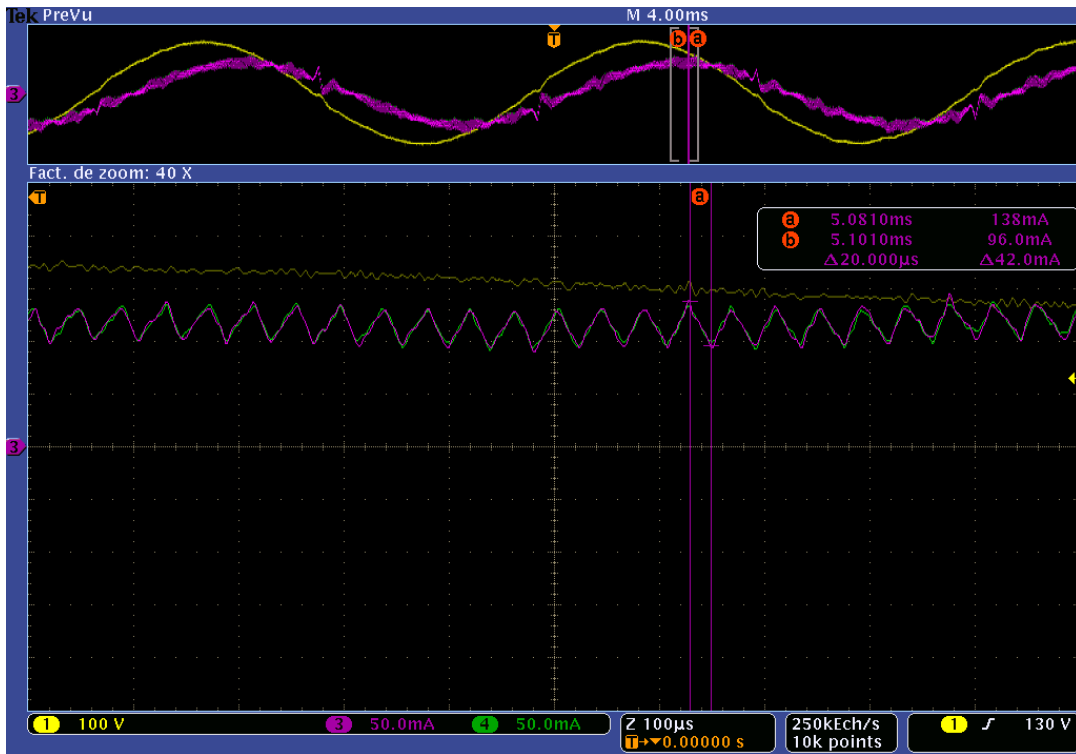 Tek PreVu M 4.00ms
T b a
3
Fact. de zoom: 40 X
T a
a 5.0810ms 138mA
b 5.1010ms 96.0mA
Δ20.000µs Δ42.0mA
3
1 100 V 3 50.0mA 4 50.0mA Z 100µs 250kEch/s 1 130 V
T→▼0.00000 s 10k points